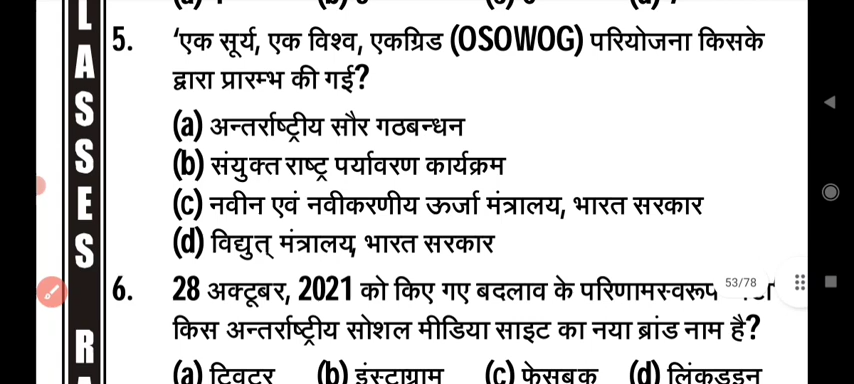 5. ‘एक सूर्य, एक विश्व, एकग्रिड (OSOWOG) परियोजना किसके
द्वारा प्रारम्भ की गई?
(a) अन्तर्राष्ट्रीय सौर गठबन्धन
(b) संयुक्त राष्ट्र पर्यावरण कार्यक्रम
(c) नवीन एवं नवीकरणीय ऊर्जा मंत्रालय, भारत सरकार
(d) विद्युत् मंत्रालय, भारत सरकार
6. 28 अक्टूबर, 2021 को किए गए बदलाव के परिणामस्वरूप
53/78
किस अन्तर्राष्ट्रीय सोशल मीडिया साइट का नया ब्रांड नाम है?
(a) ट्विटर (b) इंस्टाग्राम (c) फेसबुक (d) लिंकडइन
L
A
S
S
E
S
R